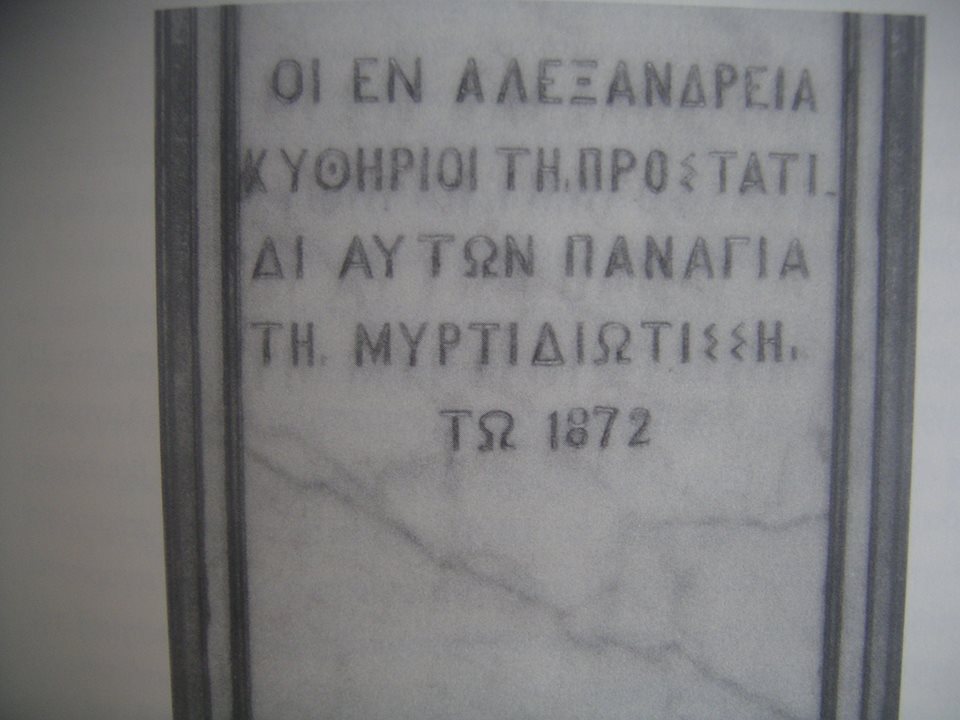 ΟΙ ΕΝ ΑΛΕΞΑΝΔΡΕΙΑ
ΚΥΘΗΡΙΟΙ ΤΗ. ΠΡΟΣΤΑΤΙ-
ΔΙ ΑΥΤΩΝ ΠΑΝΑΓΙΑ
ΤΗ. ΜΥΡΤΙΔΙΩΤΙΣΣΗ.
ΤΩ 1872